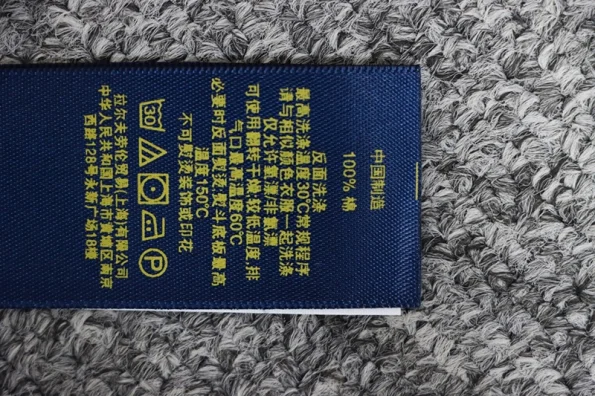 中国制造
100% 棉
反面洗涤
最高洗涤温度30℃常规程序
请与相似颜色衣服一起洗涤
仅允许氧漂/非氯漂
可使用翻转干燥较低温度,排
气口最高温度60℃
必要时反面熨烫,熨斗底板最高
温度150℃
不可熨烫装饰或印花
30
P
拉尔夫劳伦贸易(上海)有限公司
中华人民共和国上海市黄埔区南京
西路128号永新广场18楼